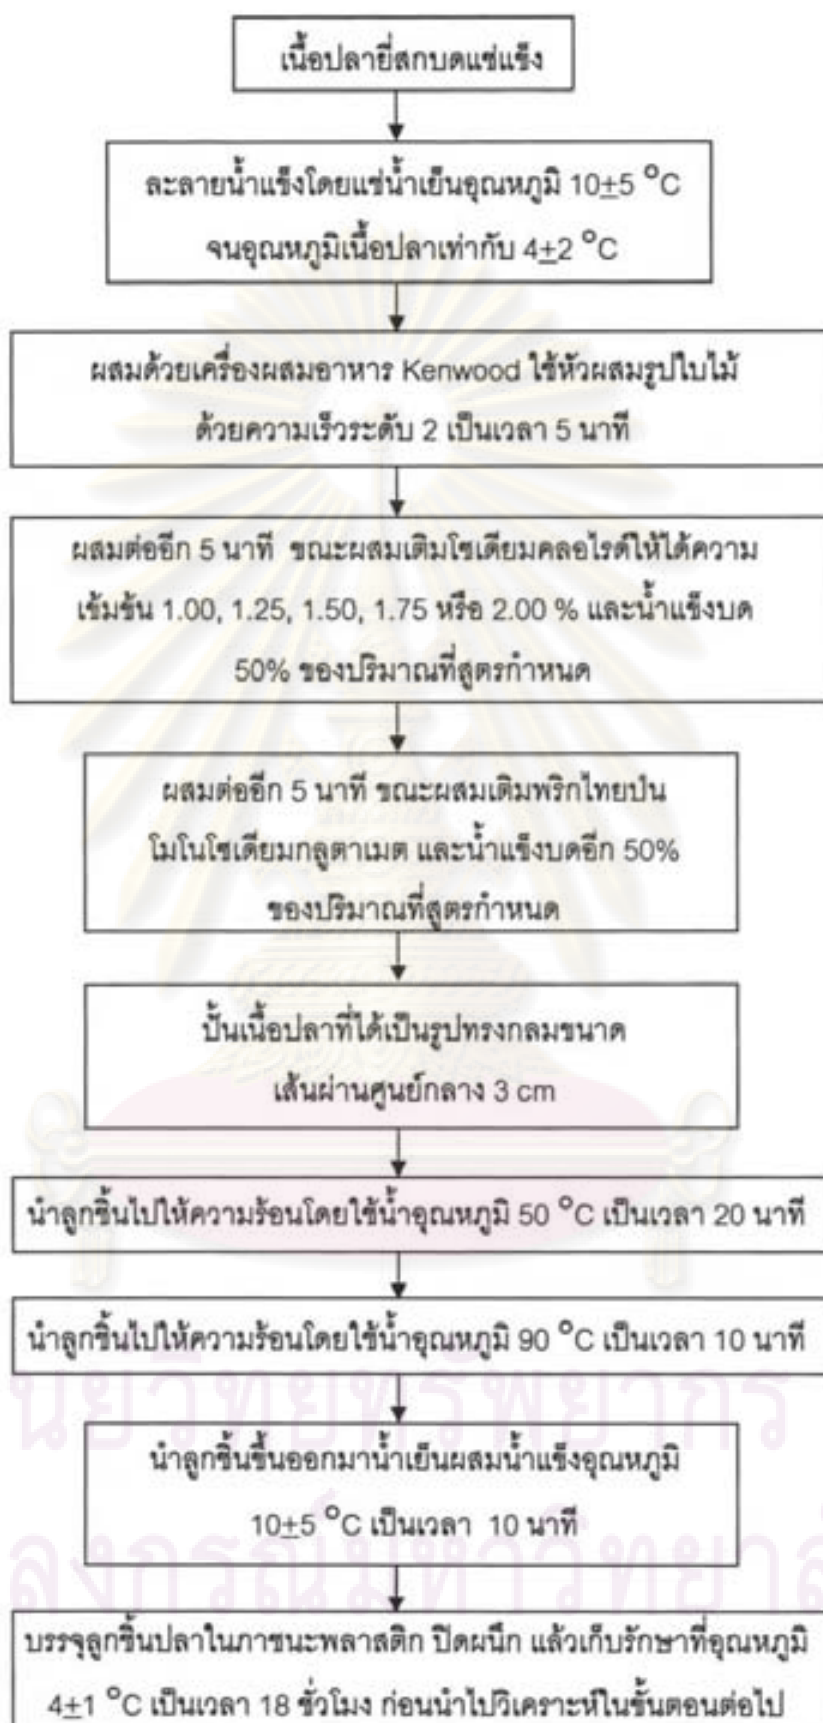 เนื้อปลายี่สกบดแช่แข็ง
ละลายน้ำแข็งโดยแช่น้ำเย็นอุณหภูมิ 10±5 °C
จนอุณหภูมิเนื้อปลาเท่ากับ 4±2 °C
ผสมด้วยเครื่องผสมอาหาร Kenwood ใช้หัวผสมรูปใบไม้
ด้วยความเร็วระดับ 2 เป็นเวลา 5 นาที
ผสมต่ออีก 5 นาที ขณะผสมเติมโซเดียมคลอไรด์ให้ได้ความ
เข้มข้น 1.00, 1.25, 1.50, 1.75 หรือ 2.00 % และน้ำแข็งบด
50% ของปริมาณที่สูตรกำหนด
ผสมต่ออีก 5 นาที ขณะผสมเติมพริกไทยป่น
โมโนโซเดียมกลูตาเมต และน้ำแข็งบดอีก 50%
ของปริมาณที่สูตรกำหนด
ปั้นเนื้อปลาที่ได้เป็นรูปทรงกลมขนาด
เส้นผ่านศูนย์กลาง 3 cm
นำลูกชิ้นไปให้ความร้อนโดยใช้น้ำอุณหภูมิ 50 °C เป็นเวลา 20 นาที
นำลูกชิ้นไปให้ความร้อนโดยใช้น้ำอุณหภูมิ 90 °C เป็นเวลา 10 นาที
นำลูกชิ้นขึ้นออกมาน้ำเย็นผสมน้ำแข็งอุณหภูมิ
10±5 °C เป็นเวลา 10 นาที
บรรจุลูกชิ้นปลาในภาชนะพลาสติก ปิดผนึก แล้วเก็บรักษาที่อุณหภูมิ
4±1 °C เป็นเวลา 18 ชั่วโมง ก่อนนำไปวิเคราะห์ในขั้นตอนต่อไป